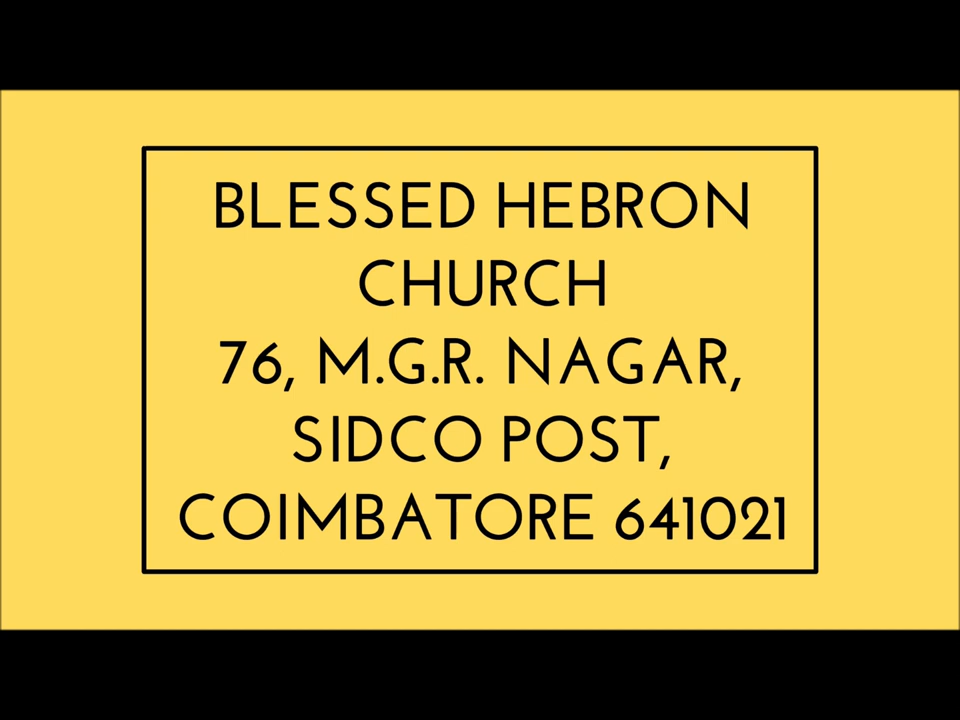 BLESSED HEBRON
CHURCH
76, M.G.R. NAGAR,
SIDCO POST,
COIMBATORE 641021